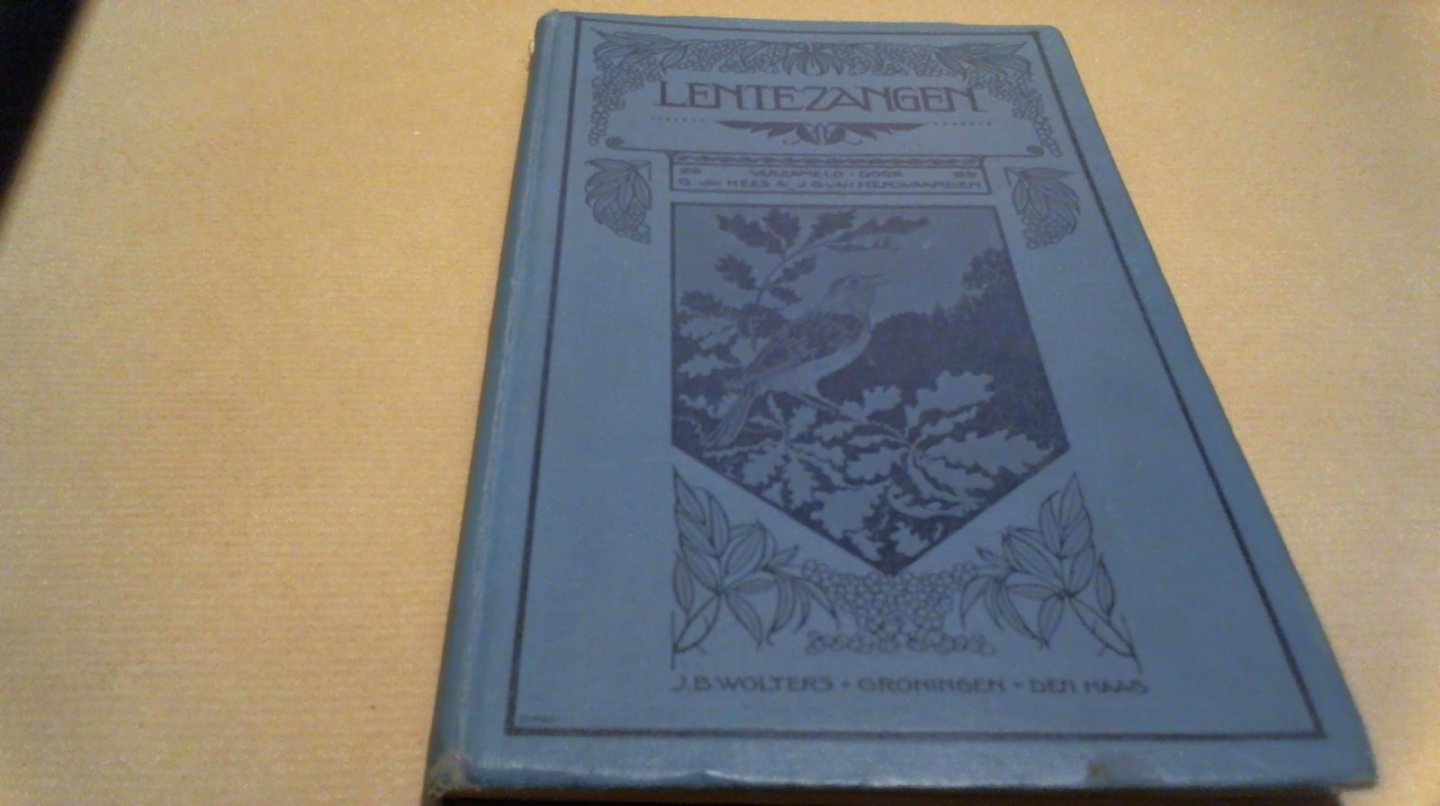 LENTEZANGEN
VERZAMELD · DOOR
G. VAN HEES & J. G. VAN HERWAARDEN
J.B. WOLTERS · GRONINGEN - DEN HAAG